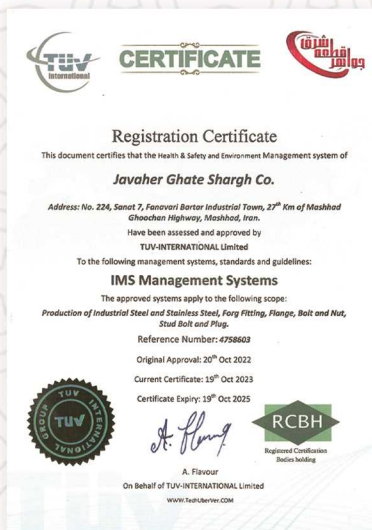 TÜV
International
CERTIFICATE
جواهر قطعه شرق
Registration Certificate
This document certifies that the Health & Safety and Environment Management system of
Javaher Ghate Shargh Co.
Address: No. 224, Sanat 7, Fanavari Bartar Industrial Town, 27th Km of Mashhad
Ghoochan Highway, Mashhad, Iran.
Have been assessed and approved by
TUV-INTERNATIONAL Limited
To the following management systems, standards and guidelines:
IMS Management Systems
The approved systems apply to the following scope:
Production of Industrial Steel and Stainless Steel, Forg Fitting, Flange, Bolt and Nut,
Stud Bolt and Plug.
Reference Number: 4758603
Original Approval: 20th Oct 2022
Current Certificate: 19th Oct 2023
Certificate Expiry: 19th Oct 2025
TUV INTERNATIONAL GROUP
TUV
RCBH
Registered Certification
Bodies holding
A. Flavour
On Behalf of TUV-INTERNATIONAL Limited
WWW.TechUberVer.COM